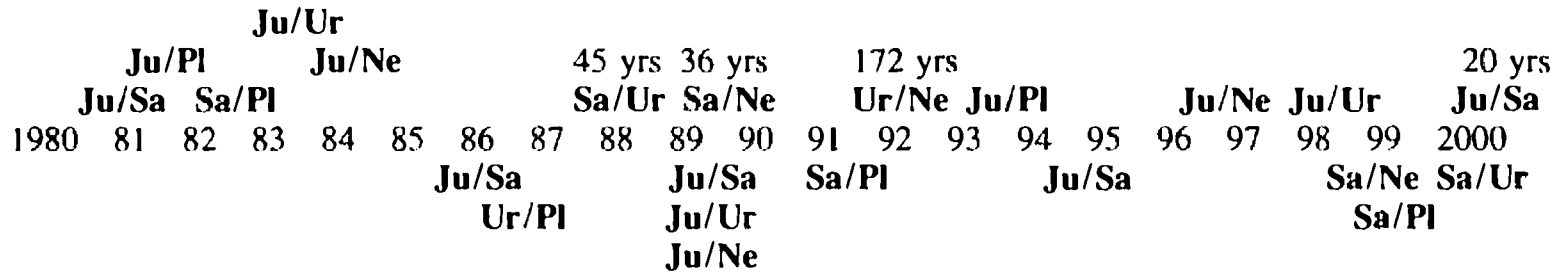 Ju/Ur
Ju/Pl Ju/Ne 45 yrs 36 yrs 172 yrs 20 yrs
Ju/Sa Sa/Pl Sa/Ur Sa/Ne Ur/Ne Ju/Pl Ju/Ne Ju/Ur Ju/Sa
1980 81 82 83 84 85 86 87 88 89 90 91 92 93 94 95 96 97 98 99 2000
Ju/Sa Ju/Sa Sa/Pl Ju/Sa Sa/Ne Sa/Ur
Ur/Pl Ju/Ur Sa/Pl
Ju/Ne